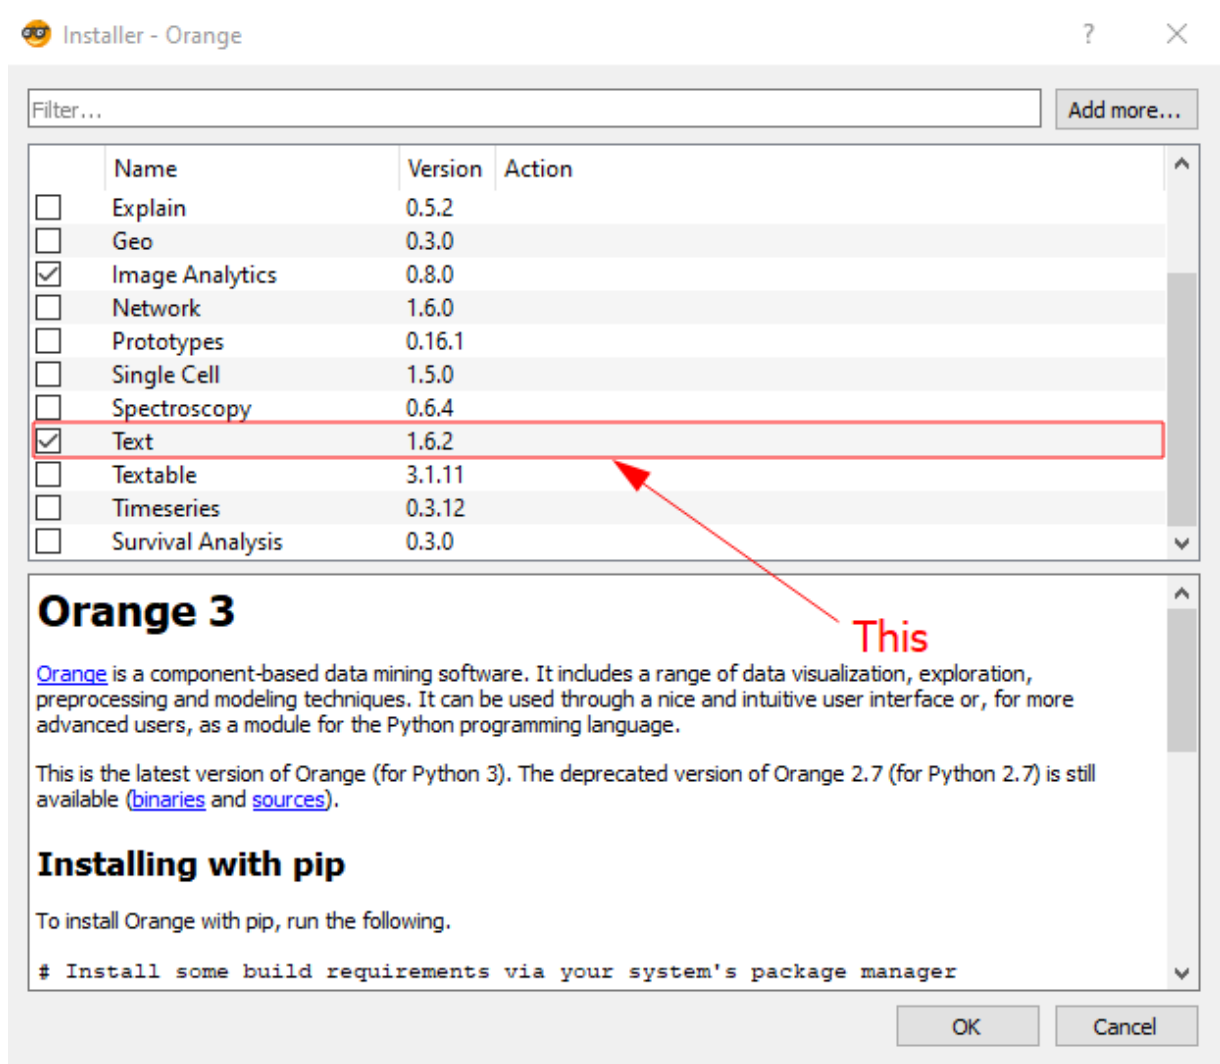 Installer - Orange ?
Filter... Add more...
Name Version Action
Explain 0.5.2
Geo 0.3.0
Image Analytics 0.8.0
Network 1.6.0
Prototypes 0.16.1
Single Cell 1.5.0
Spectroscopy 0.6.4
Text 1.6.2
Textable 3.1.11
Timeseries 0.3.12
Survival Analysis 0.3.0
This
Orange 3
Orange is a component-based data mining software. It includes a range of data visualization, exploration,
preprocessing and modeling techniques. It can be used through a nice and intuitive user interface or, for more
advanced users, as a module for the Python programming language.
This is the latest version of Orange (for Python 3). The deprecated version of Orange 2.7 (for Python 2.7) is still
available (binaries and sources).
Installing with pip
To install Orange with pip, run the following.
# Install some build requirements via your system's package manager
OK Cancel